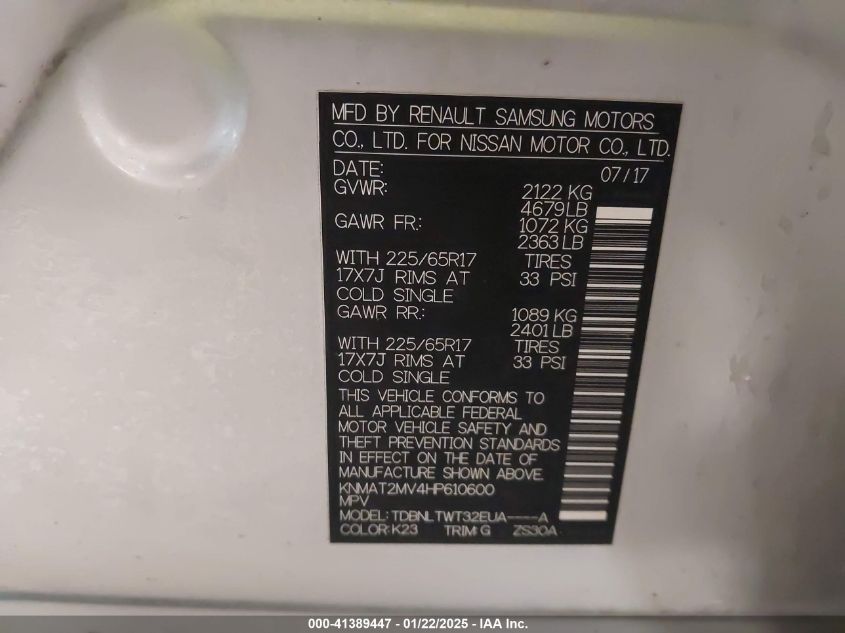 MFD BY RENAULT SAMSUNG MOTORS
CO., LTD. FOR NISSAN MOTOR CO., LTD.
DATE: 07/17
GVWR: 2122 KG
4679 LB
GAWR FR.: 1072 KG
2363 LB
WITH 225/65R17 TIRES
17X7J RIMS AT 33 PSI
COLD SINGLE
GAWR RR.: 1089 KG
2401 LB
WITH 225/65R17 TIRES
17X7J RIMS AT 33 PSI
COLD SINGLE
THIS VEHICLE CONFORMS TO
ALL APPLICABLE FEDERAL
MOTOR VEHICLE SAFETY AND
THEFT PREVENTION STANDARDS
IN EFFECT ON THE DATE OF
MANUFACTURE SHOWN ABOVE.
KNMAT2MV4HP610600
MPV
MODEL: TDBNLTWT32EUA----A
COLOR: K23 TRIM: G ZS30A
000-41389447 - 01/22/2025 - IAA Inc.